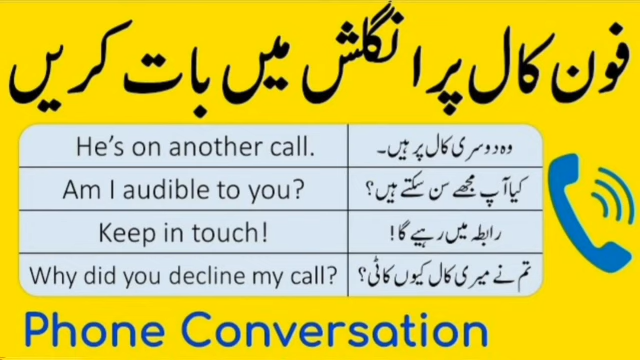 فون کال پر انگلش میں بات کریں
He's on another call. وہ دوسری کال پر ہیں۔
Am I audible to you? کیا آپ مجھے سن سکتے ہیں؟
Keep in touch! رابطہ میں رہیے گا!
Why did you decline my call? تم نے میری کال کیوں کاٹی؟
Phone Conversation